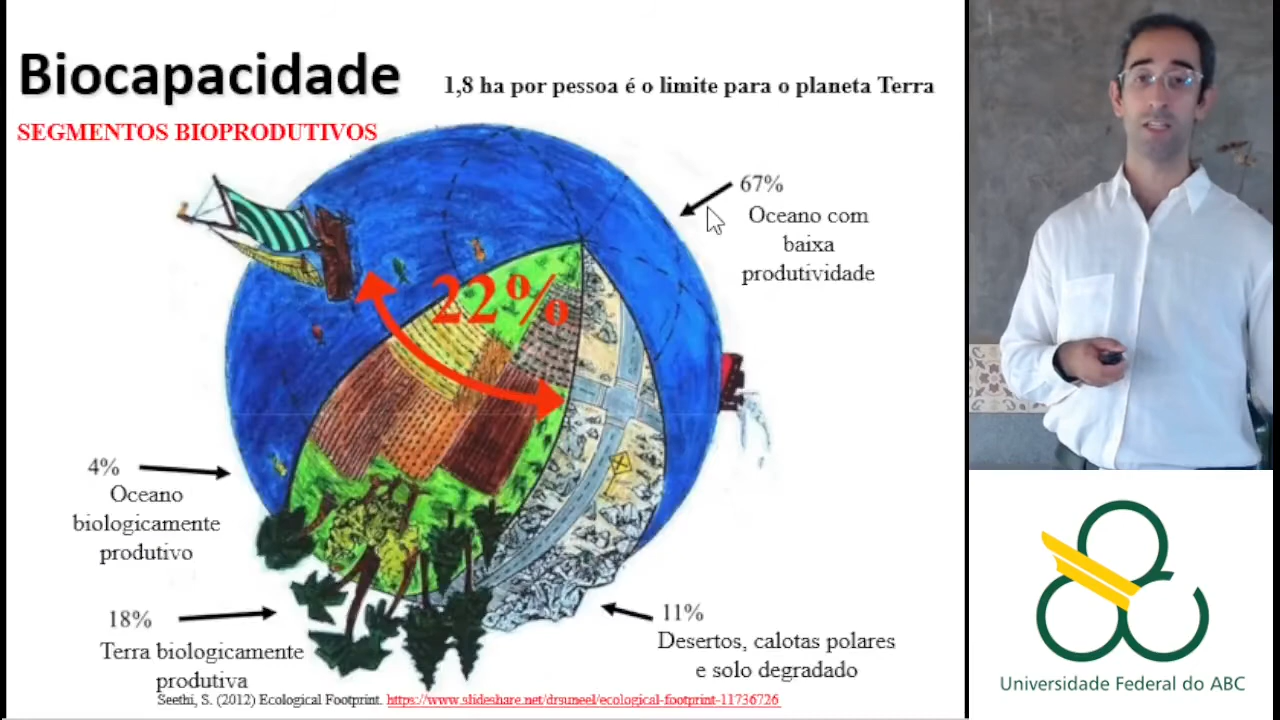 Biocapacidade
1,8 ha por pessoa é o limite para o planeta Terra
SEGMENTOS BIOPRODUTIVOS
67%
Oceano com
baixa
produtividade
22%
4%
Oceano
biologicamente
produtivo
18%
Terra biologicamente
produtiva
11%
Desertos, calotas polares
e solo degradado
Seethi, S. (2012) Ecological Footprint. https://www.slideshare.net/drsuneel/ecological-footprint-11736726
Universidade Federal do ABC